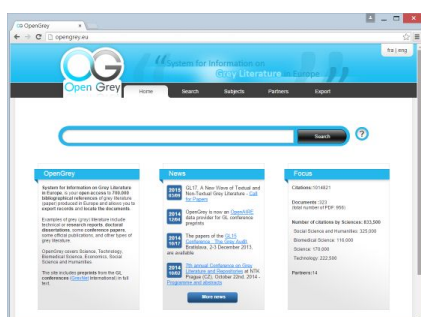 OpenGrey
opengrey.eu
fra | eng
OG
Open Grey
"System for Information on
Grey Literature in Europe"
Home
Search
Subjects
Partners
Export
Search
?
OpenGrey
System for Information on Grey Literature
in Europe, is your open access to 700.000
bibliographical references of grey literature
(paper) produced in Europe and allows you to
export records and locate the documents.
Examples of grey (gray) literature include
technical or research reports, doctoral
dissertations, some conference papers,
some official publications, and other types of
grey literature.
OpenGrey covers Science, Technology,
Biomedical Science, Economics, Social
Science and Humanities.
The site includes preprints from the GL
conferences (GreyNet International) in full
text.
News
2015
GL17, A New Wave of Textual and
Non-Textual Grey Literature - Call
for Papers
2014
12/04
OpenGrey is now an OpenAIRE
data provider for GL conference
preprints
2014
10/17
The papers of the GL15
Conference : The Grey Audit,
Bratislava, 2-3 December 2013,
are available
2014
7th annual Conference on Grey
Literature and Repositories at NTK
Prague (CZ), October 22nd, 2014 -
Programme and abstracts
More news
Focus
Citations:1014021
Documents :323
Number of citations by Sciences: 833,500
Social Science and Humanities: 325,000
Biomedical Science: 116,000
Science: 170,000
Technology: 222,000
Partners:14